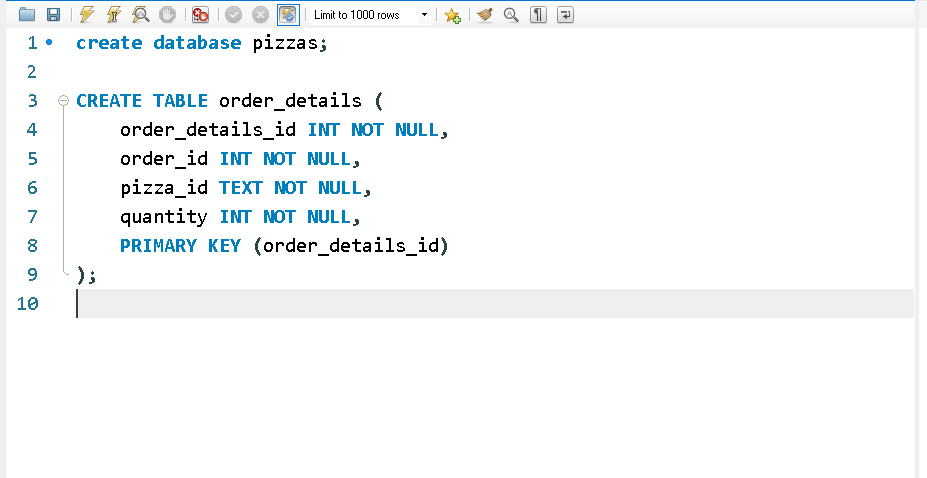 Limit to 1000 rows
1 create database pizzas;
2
3 CREATE TABLE order_details (
4 order_details_id INT NOT NULL,
5 order_id INT NOT NULL,
6 pizza_id TEXT NOT NULL,
7 quantity INT NOT NULL,
8 PRIMARY KEY (order_details_id)
9 );
10